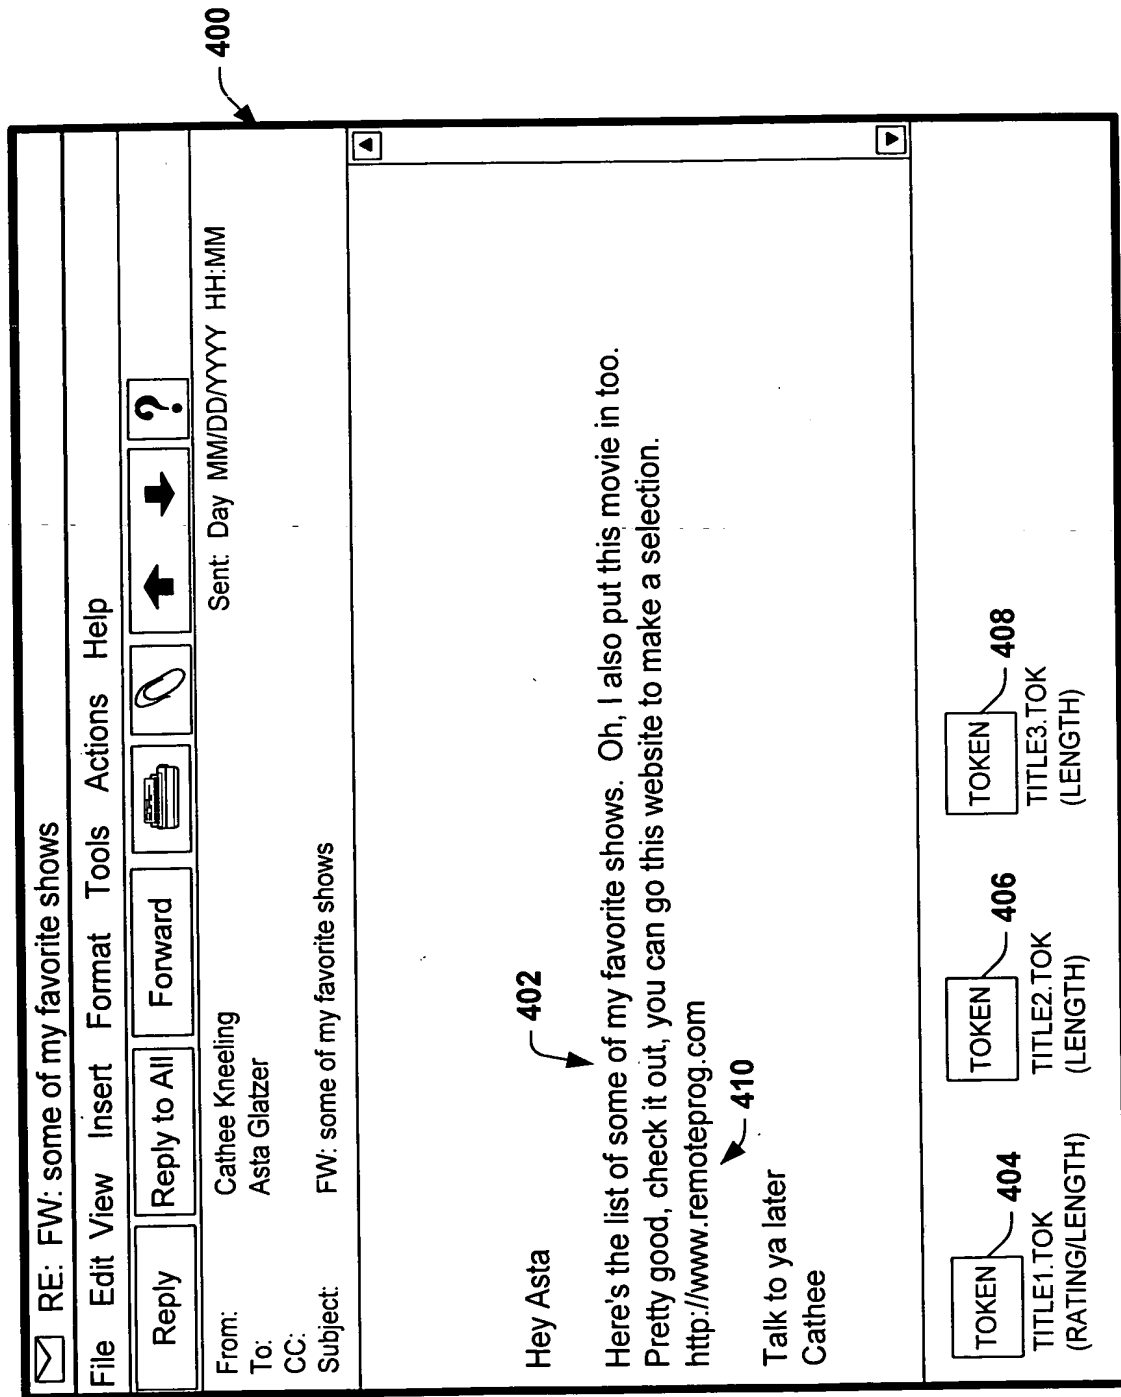 400
RE: FW: some of my favorite shows
File Edit View Insert Format Tools Actions Help
Reply Reply to All Forward ?
From: Cathee Kneeling Sent: Day MM/DD/YYYY HH:MM
To: Asta Glatzer
CC:
Subject: FW: some of my favorite shows
Hey Asta
402
Here's the list of some of my favorite shows. Oh, I also put this movie in too.
Pretty good, check it out, you can go this website to make a selection.
http://www.remoteprog.com
410
Talk to ya later
Cathee
TOKEN 404 TOKEN 406 TOKEN 408
TITLE1.TOK TITLE2.TOK TITLE3.TOK
(RATING/LENGTH) (LENGTH) (LENGTH)